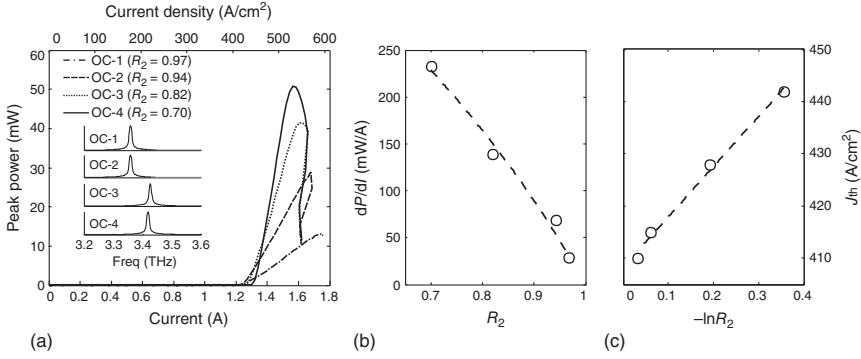 Current density (A/cm²)
0 100 200 300 400 500 600
60
50
40
30
20
10
0
Peak power (mW)
OC-1 (R₂ = 0.97)
OC-2 (R₂ = 0.94)
OC-3 (R₂ = 0.82)
OC-4 (R₂ = 0.70)
OC-1
OC-2
OC-3
OC-4
3.2 3.3 3.4 3.5 3.6
Freq (THz)
0 0.2 0.4 0.6 0.8 1.0 1.2 1.4 1.6 1.8
Current (A)
(a)
250
200
150
100
50
0
dP/dI (mW/A)
0.7 0.8 0.9 1
R₂
(b)
450
440
430
420
410
Jth (A/cm²)
0 0.1 0.2 0.3 0.4
–lnR₂
(c)